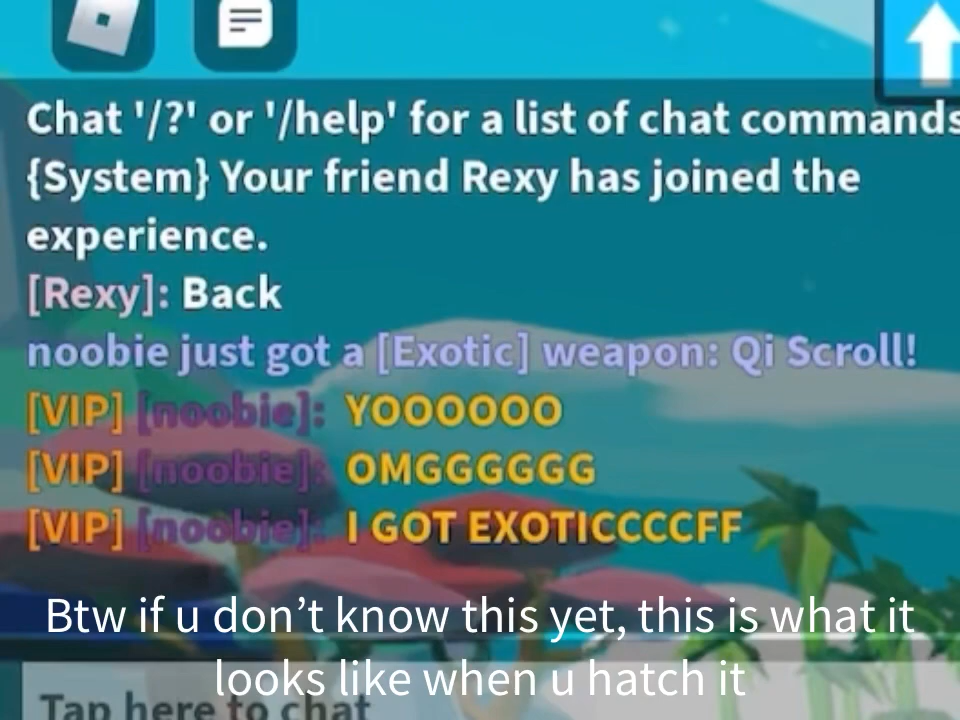 Chat '/?' or '/help' for a list of chat commands
{System} Your friend Rexy has joined the
experience.
[Rexy]: Back
noobie just got a [Exotic] weapon: Qi Scroll!
[VIP] [noobie]: YOOOOOO
[VIP] [noobie]: OMGGGGGG
[VIP] [noobie]: I GOT EXOTICCCCFF
Btw if u don’t know this yet, this is what it
looks like when u hatch it
Tap here to chat